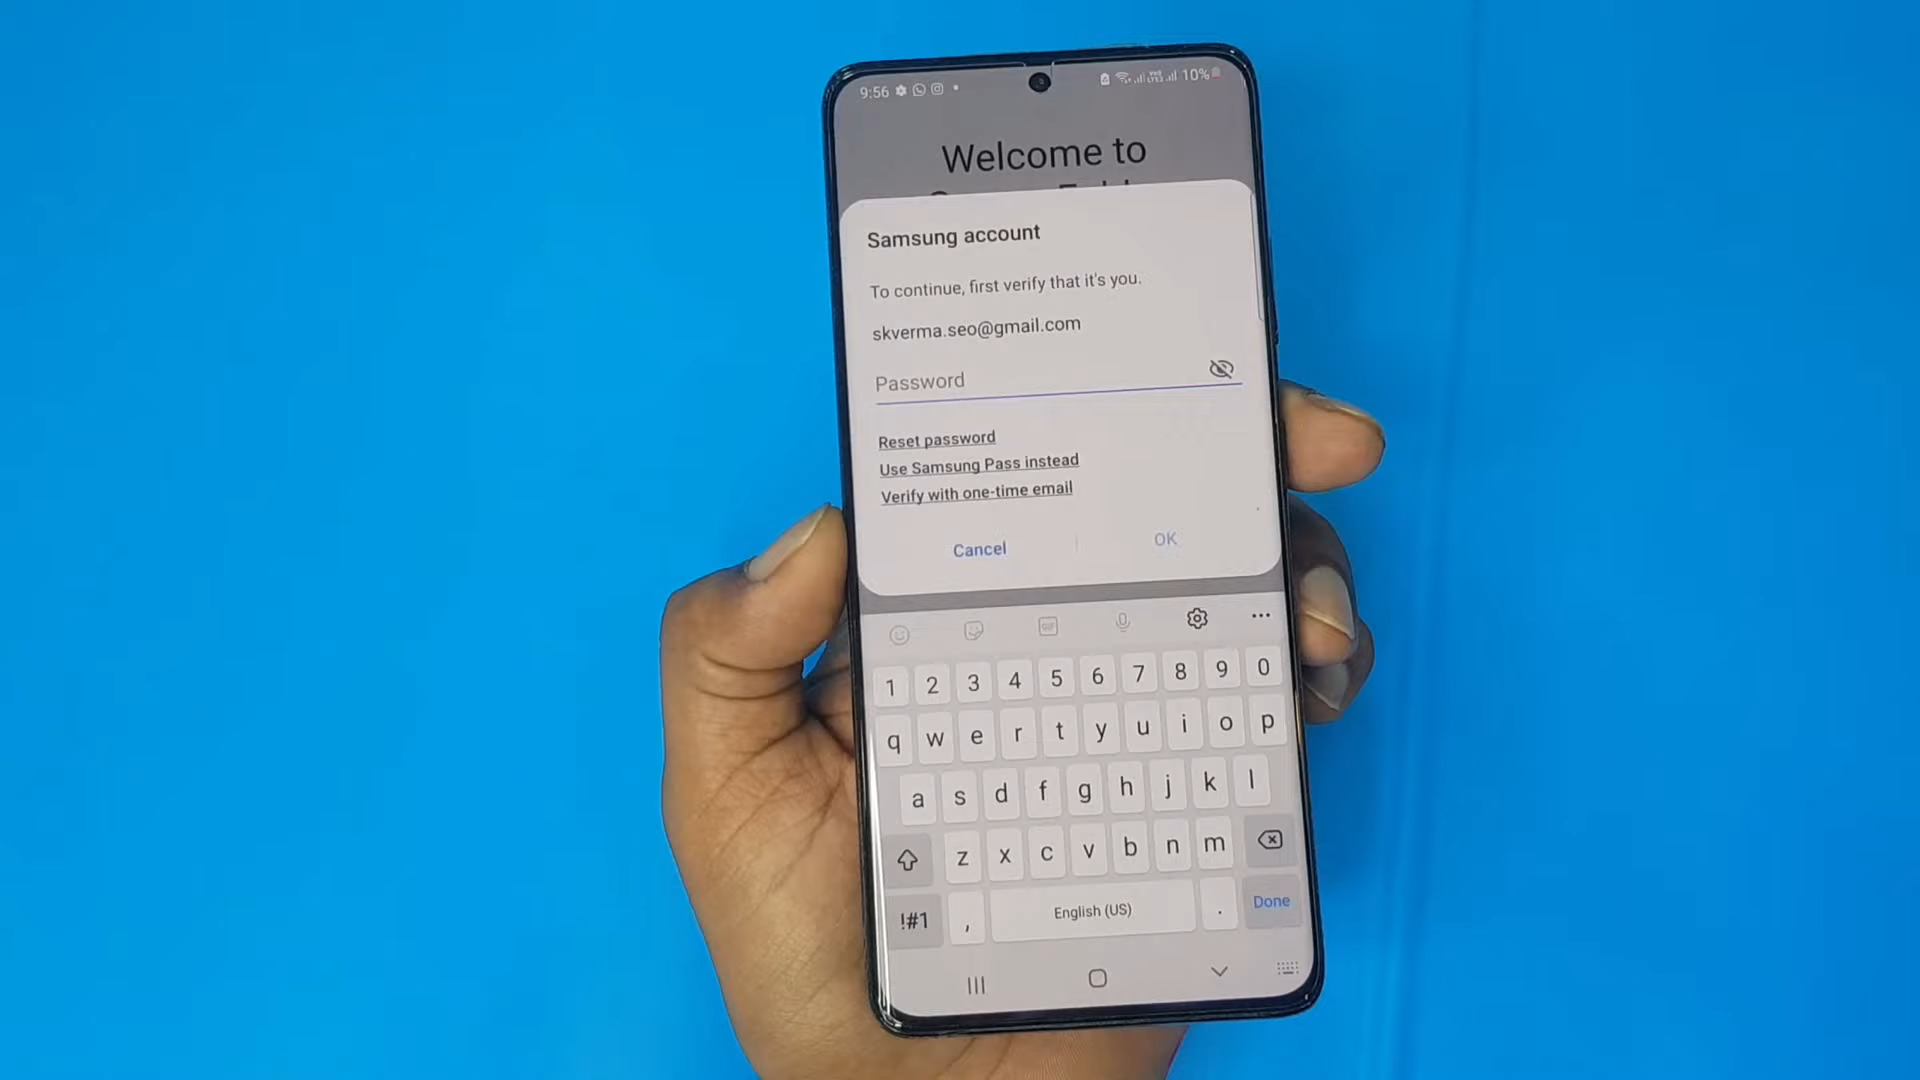 9:56 10%
Welcome to
Samsung account
To continue, first verify that it's you.
skverma.seo@gmail.com
Password
Reset password
Use Samsung Pass instead
Verify with one-time email
Cancel OK
GIF
1 2 3 4 5 6 7 8 9 0
q w e r t y u i o p
a s d f g h j k l
z x c v b n m
!#1 , English (US) . Done